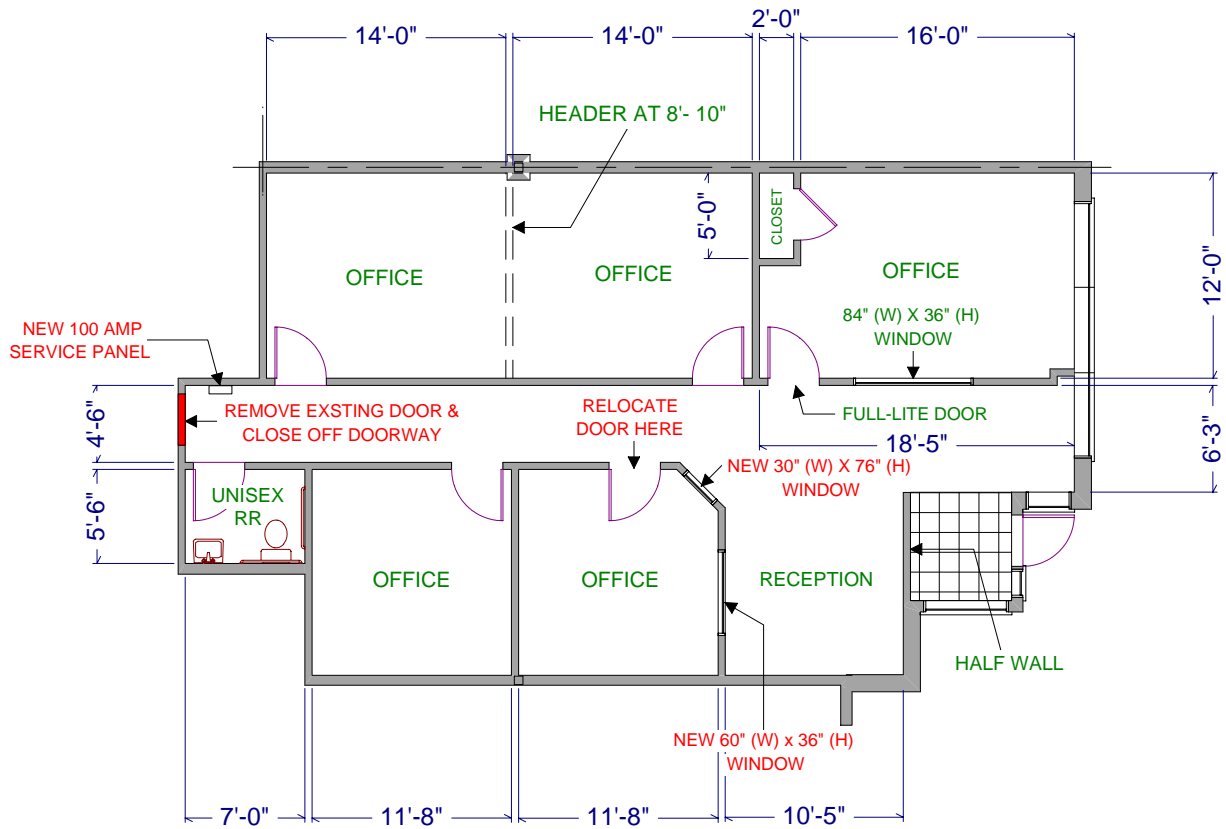 14'-0"
14'-0"
2'-0"
16'-0"
HEADER AT 8'- 10"
5'-0"
CLOSET
OFFICE
OFFICE
OFFICE
12'-0"
84" (W) X 36" (H)
WINDOW
NEW 100 AMP
SERVICE PANEL
4'-6"
REMOVE EXSTING DOOR &
CLOSE OFF DOORWAY
RELOCATE
DOOR HERE
FULL-LITE DOOR
18'-5"
6'-3"
NEW 30" (W) X 76" (H)
WINDOW
5'-6"
UNISEX
RR
OFFICE
OFFICE
RECEPTION
HALF WALL
NEW 60" (W) x 36" (H)
WINDOW
7'-0"
11'-8"
11'-8"
10'-5"